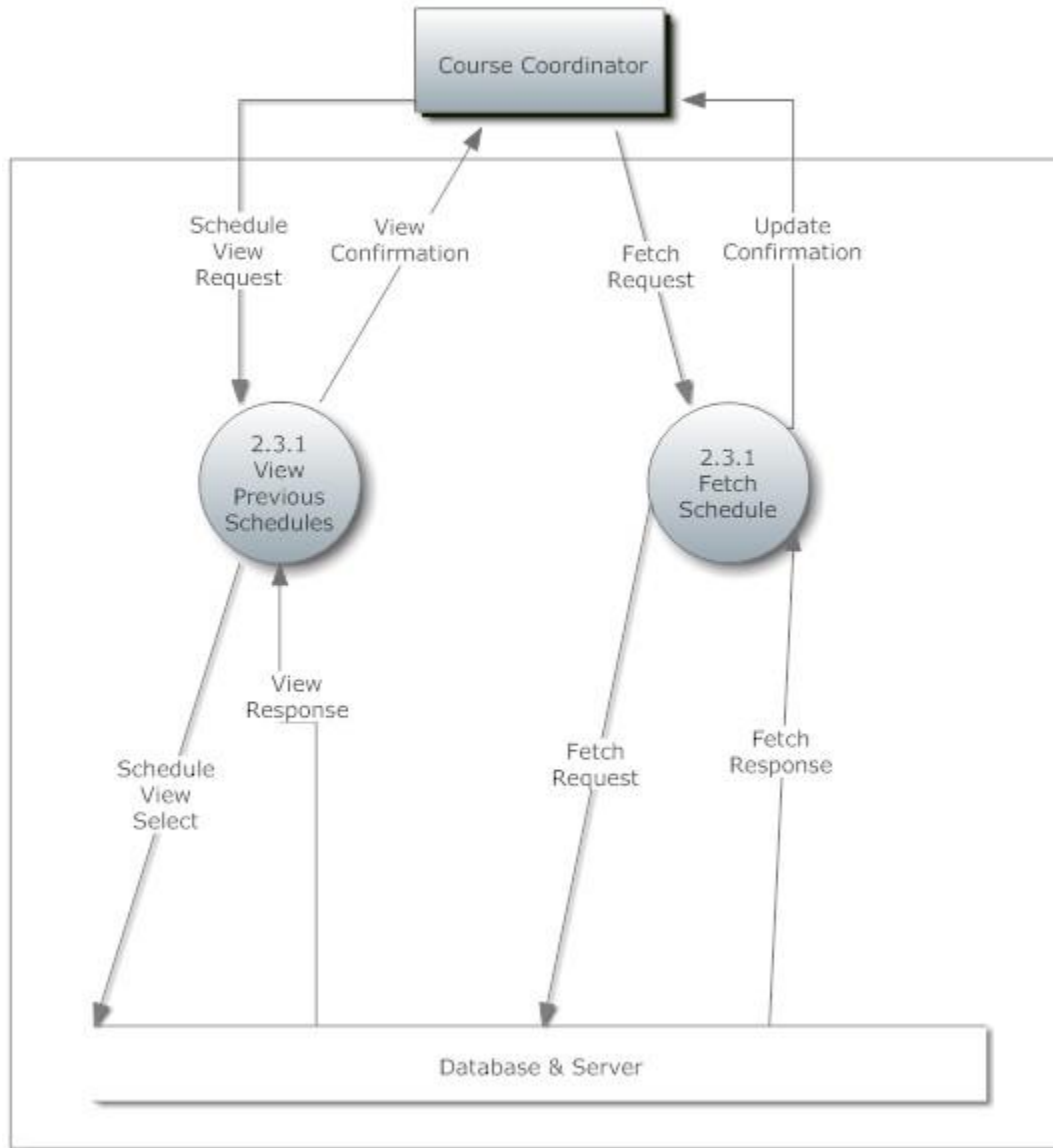 Course Coordinator
Schedule
View
Request
View
Confirmation
Fetch
Request
Update
Confirmation
2.3.1
View
Previous
Schedules
2.3.1
Fetch
Schedule
View
Response
Schedule
View
Select
Fetch
Request
Fetch
Response
Database & Server